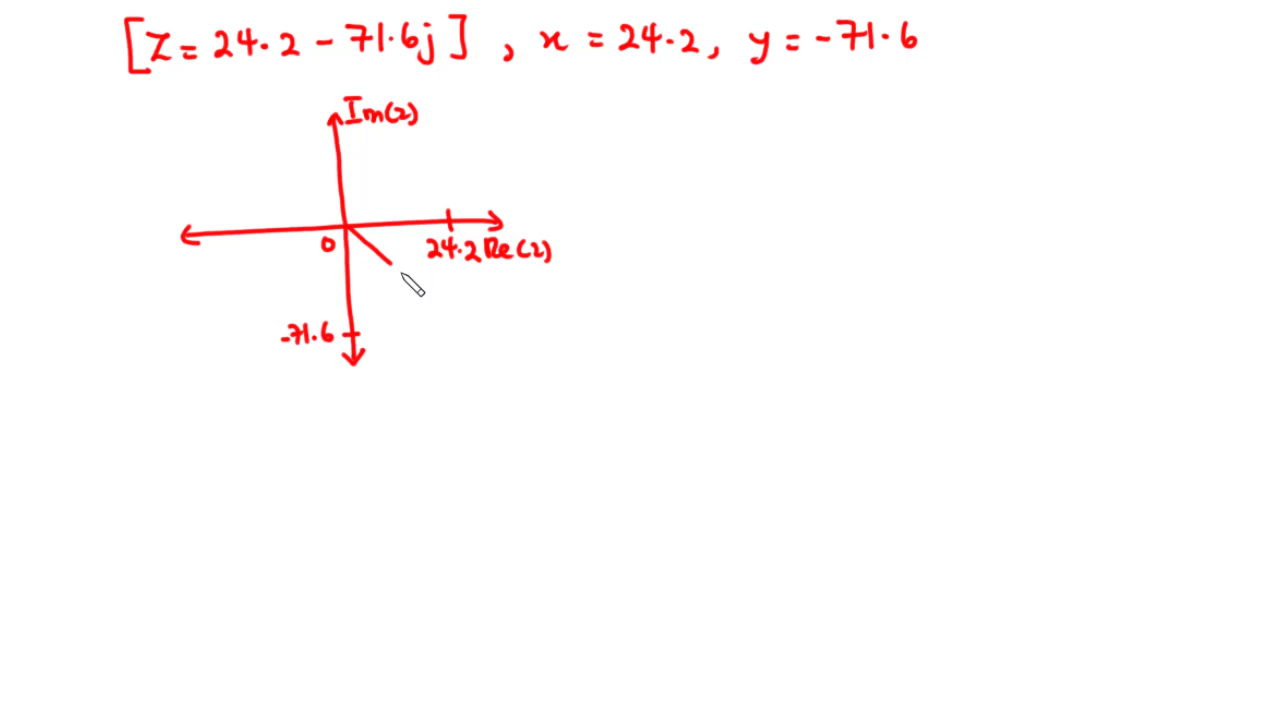 [Z = 24.2 - 71.6j] , x = 24.2, y = -71.6
Im(z)
0
24.2 Re(z)
-71.6